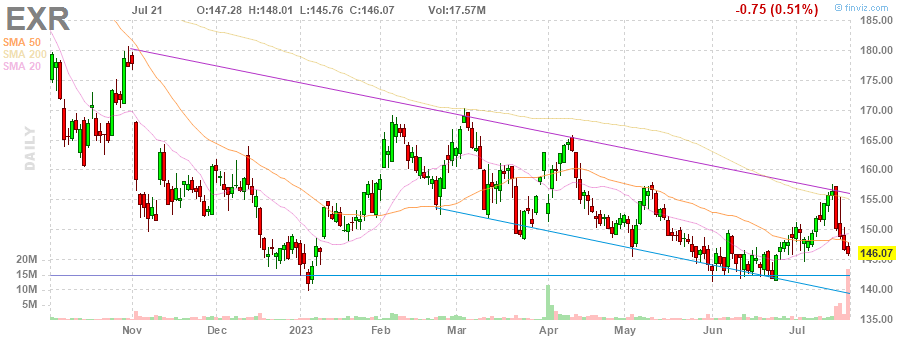 EXR Jul 21 O:147.28 H:148.01 L:145.76 C:146.07 Vol:17.57M -0.75 (0.51%) finviz.com
SMA 50
SMA 200
SMA 20
DAILY
185.00
180.00
175.00
170.00
165.00
160.00
155.00
150.00
146.07
145.00
140.00
135.00
20M
15M
10M
5M
Nov Dec 2023 Feb Mar Apr May Jun Jul